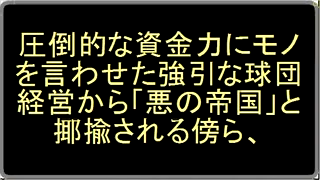 圧倒的な資金力にモノ
を言わせた強引な球団
経営から「悪の帝国」と
揶揄される傍ら、